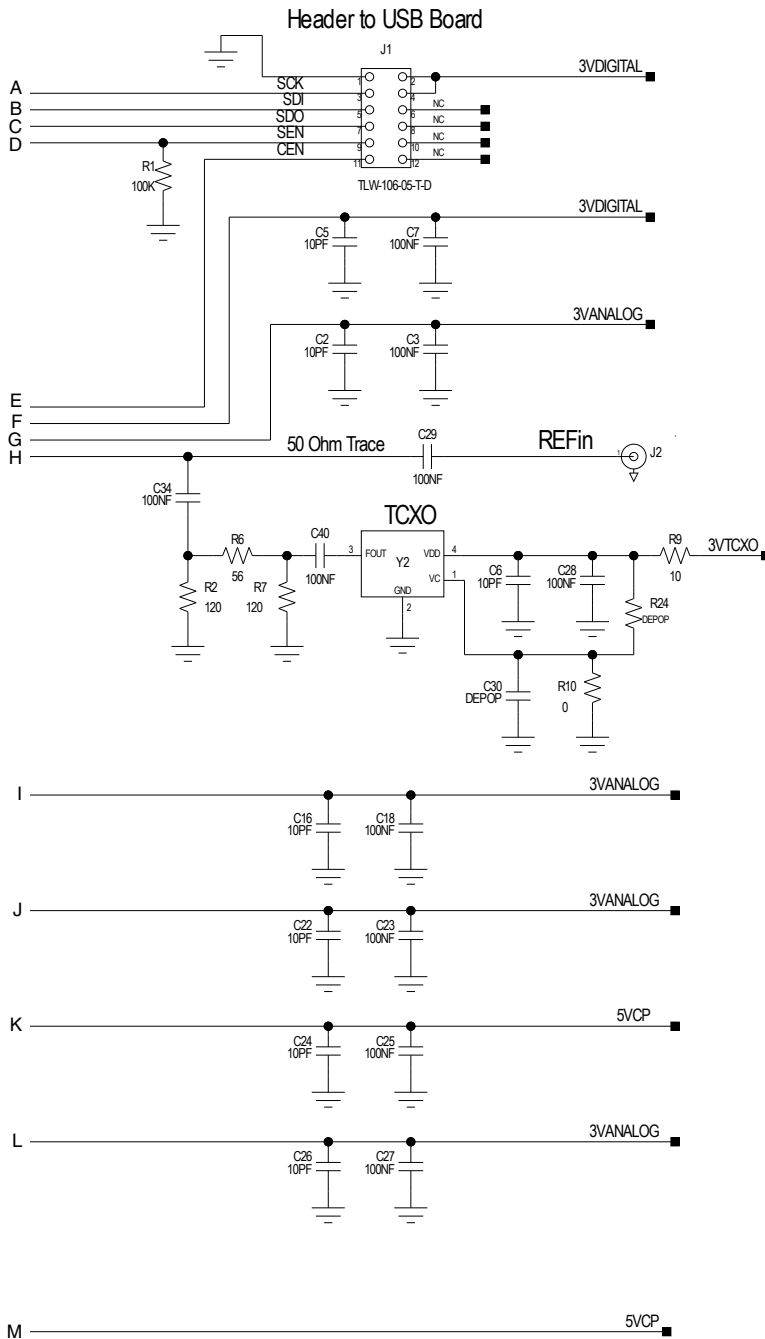 Header to USB Board
J1
3VDIGITAL
1 2
A SCK
3 4 NC
B SDI
5 6 NC
C SDO
7 8 NC
D SEN
9 10 NC
CEN
11 12
R1
100K
TLW-106-05-T-D
3VDIGITAL
C5
10PF
C7
100NF
3VANALOG
C2
10PF
C3
100NF
E
F
G
H
50 Ohm Trace
C29
100NF
REFin
1
J2
C34
100NF
TCXO
R6
56
C40
100NF
3 FOUT
Y2
VDD 4
VC 1
GND
2
R9
10
3VTCXO
R2
120
R7
120
C6
10PF
C28
100NF
R24
DEPOP
C30
DEPOP
R10
0
I
3VANALOG
C16
10PF
C18
100NF
J
3VANALOG
C22
10PF
C23
100NF
K
5VCP
C24
10PF
C25
100NF
L
3VANALOG
C26
10PF
C27
100NF
M
5VCP